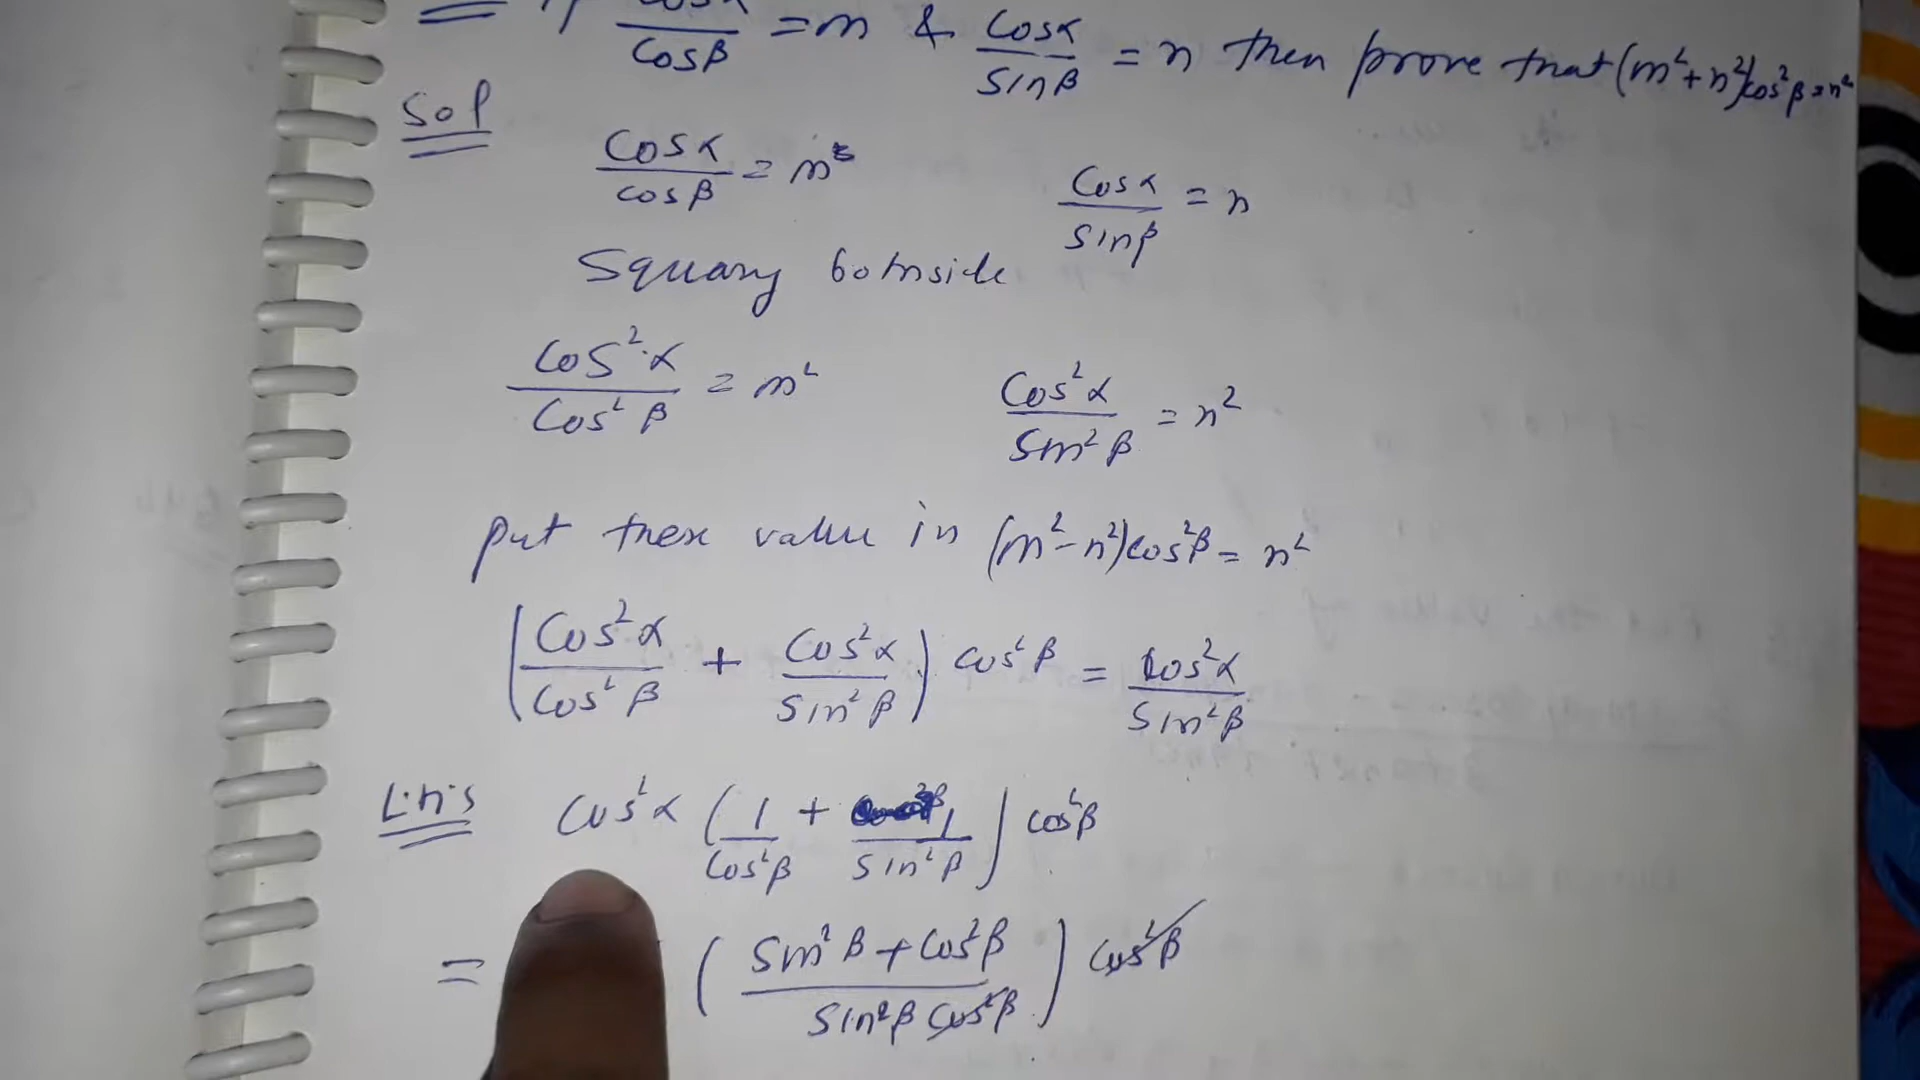 If cosα/cosβ = m & cosα/sinβ = n then prove that (m²+n²)cos²β = n²
Sol
cosα/cosβ = m cosα/sinβ = n
Squary bothside
cos²α/cos²β = m² cos²α/sin²β = n²
put these value in (m²-n²)cos²β = n²
(cos²α/cos²β + cos²α/sin²β) cos²β = cos²α/sin²β
L.H.S cos²α (1/cos²β + 1/sin²β) cos²β
= (sin²β + cos²β / sin²β cos²β) cos²β